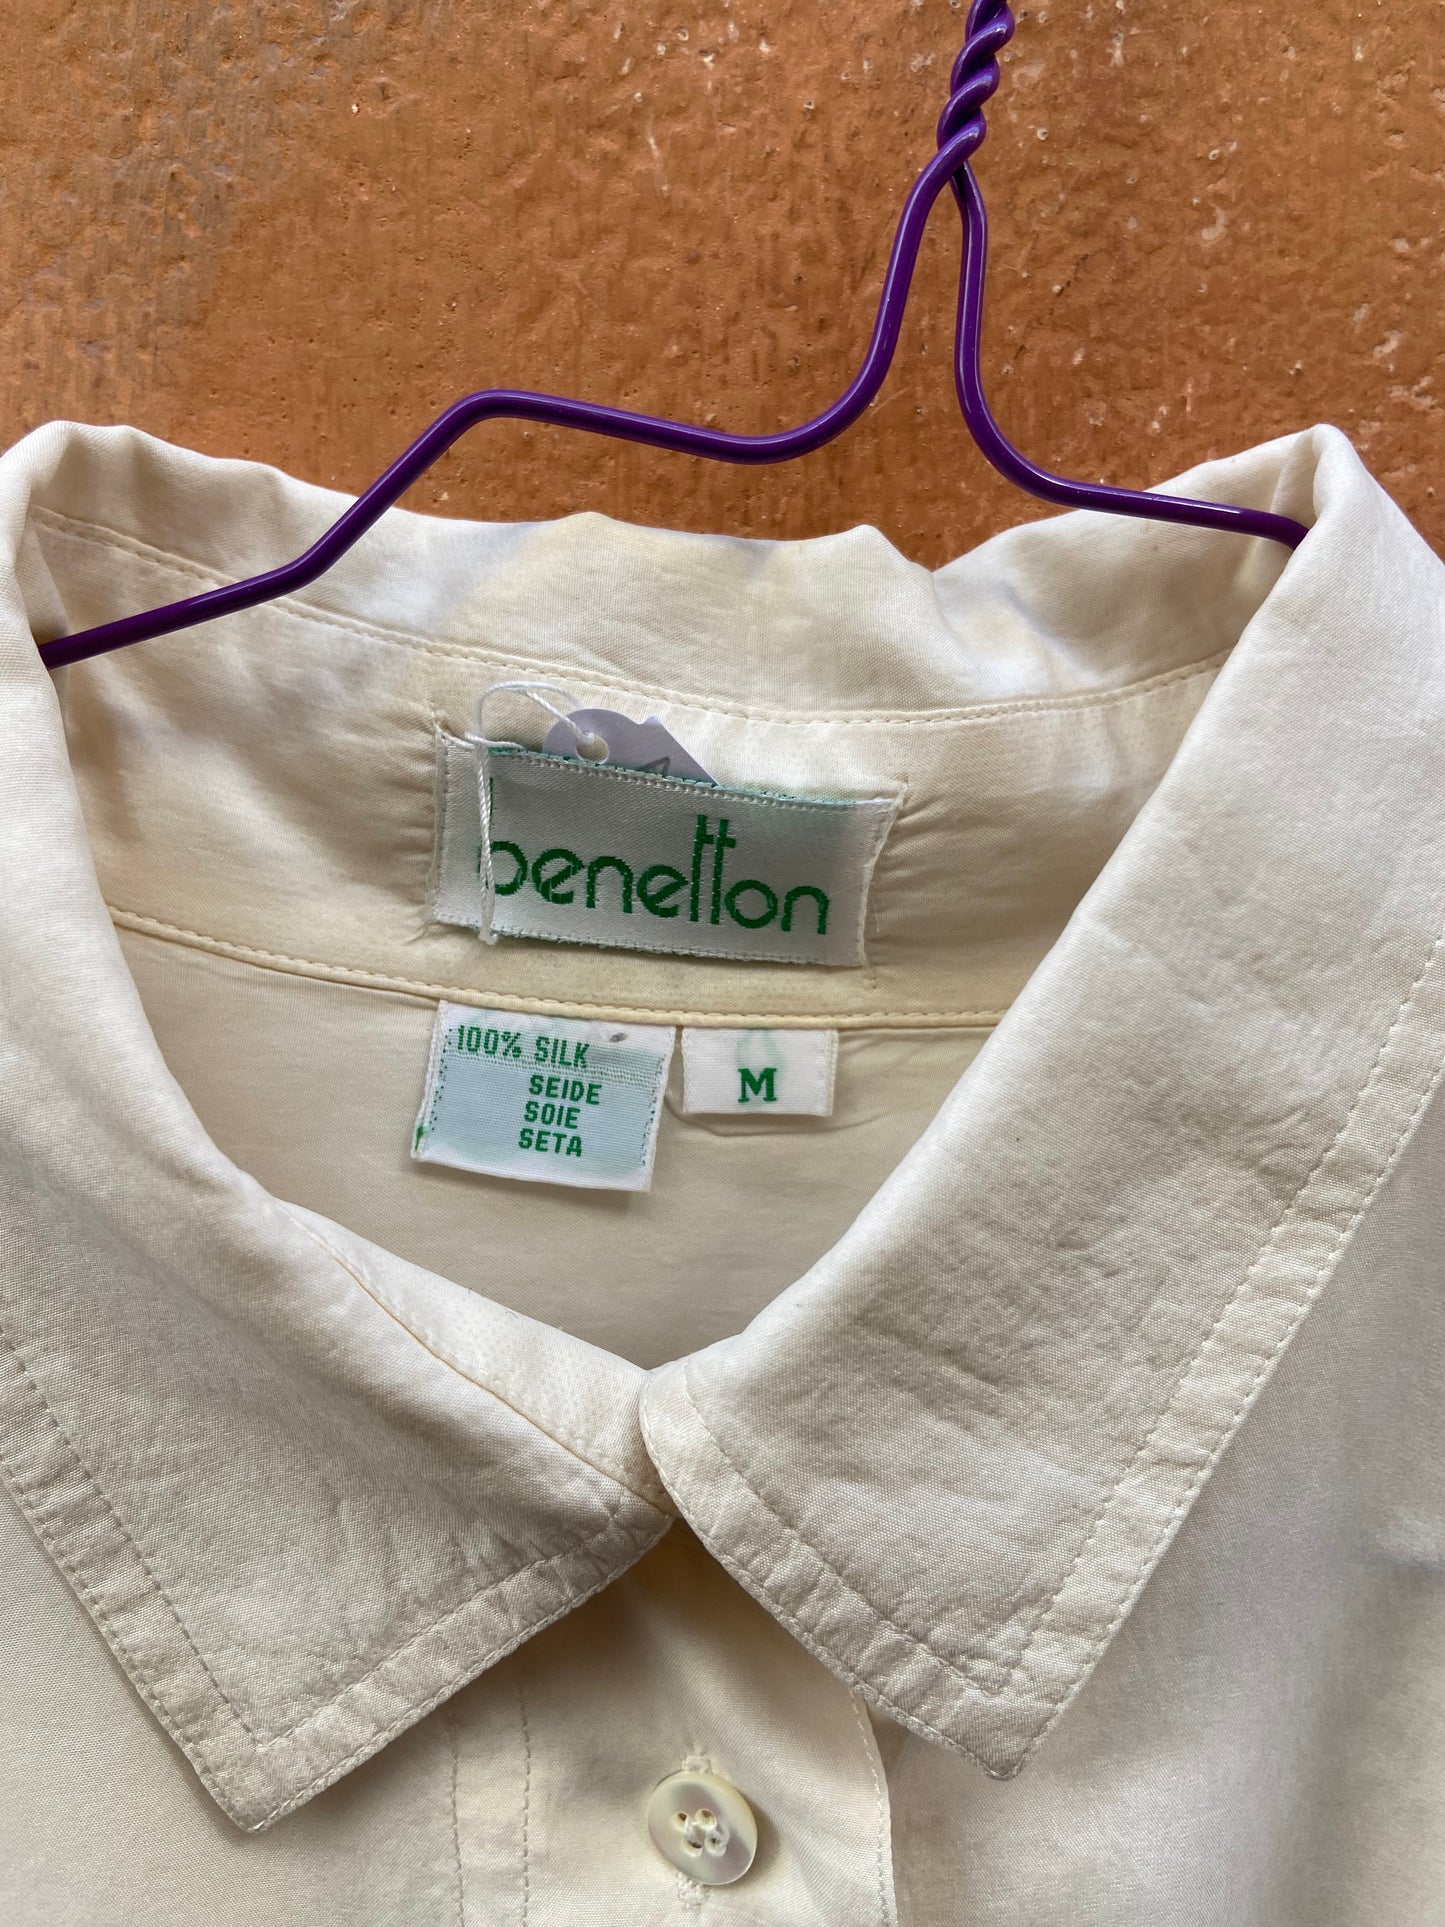 benetton
100% SILK
SEIDE
SOIE
SETA
M